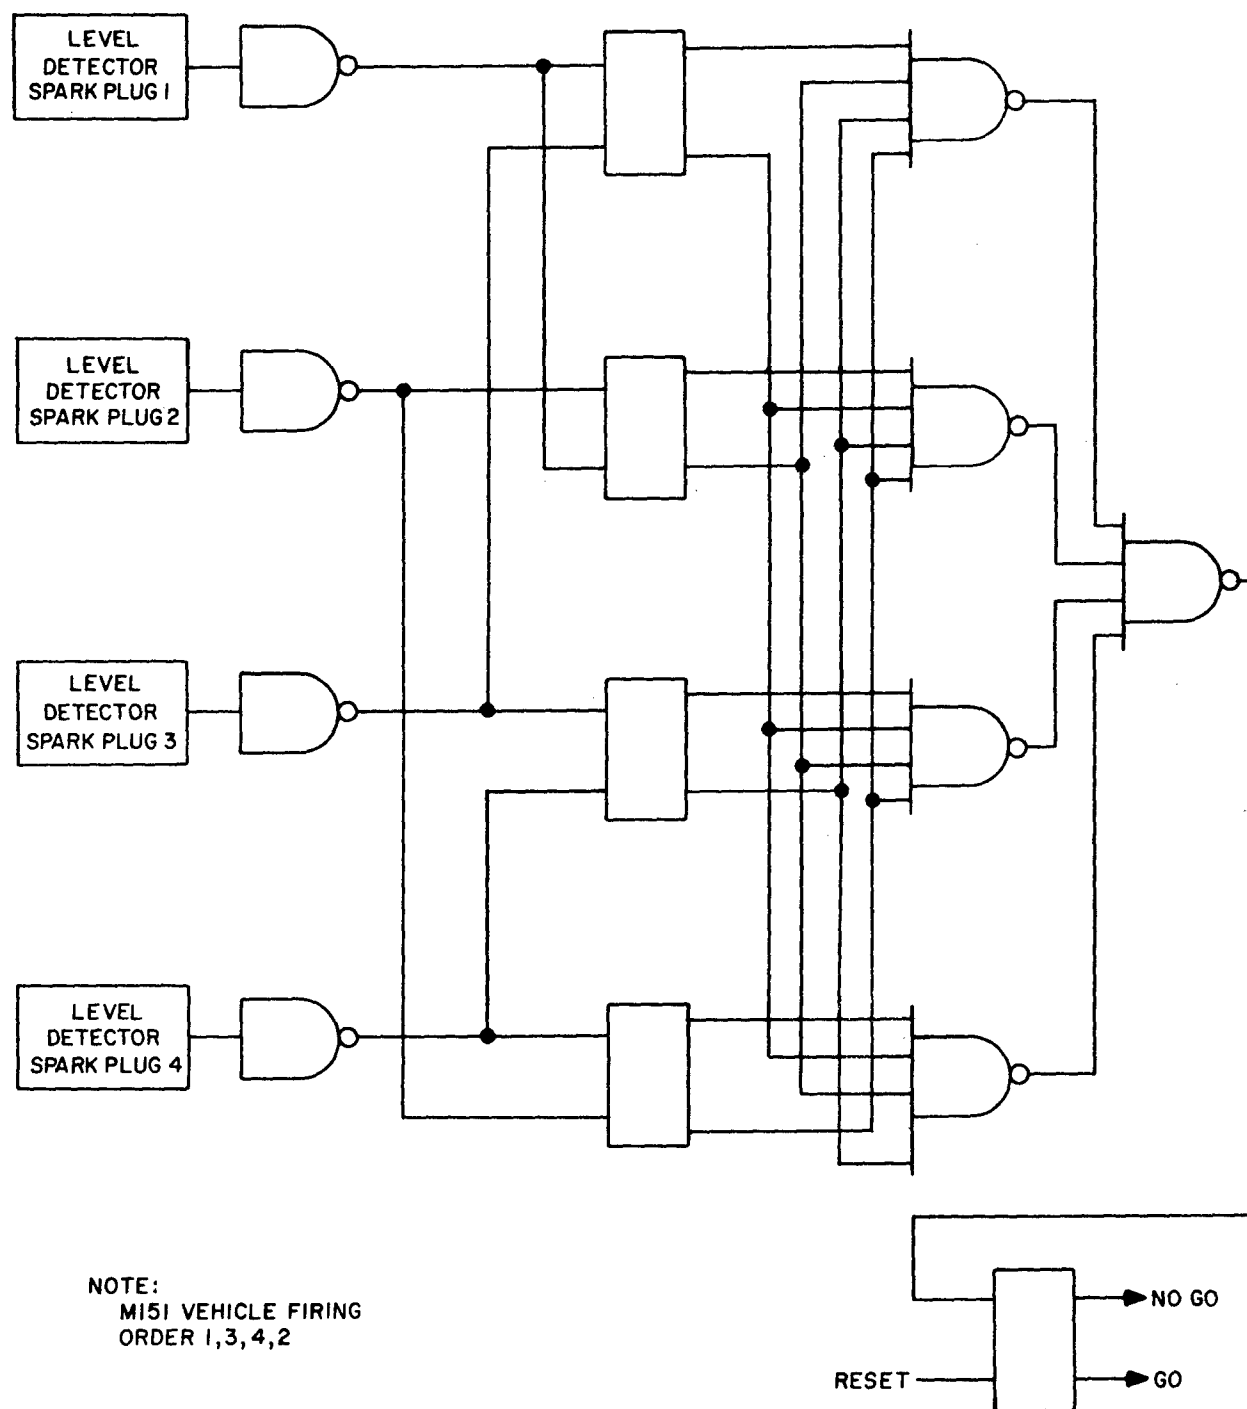 LEVEL
DETECTOR
SPARK PLUG 1
LEVEL
DETECTOR
SPARK PLUG 2
LEVEL
DETECTOR
SPARK PLUG 3
LEVEL
DETECTOR
SPARK PLUG 4
NOTE:
M151 VEHICLE FIRING
ORDER 1,3,4,2
NO GO
RESET
GO